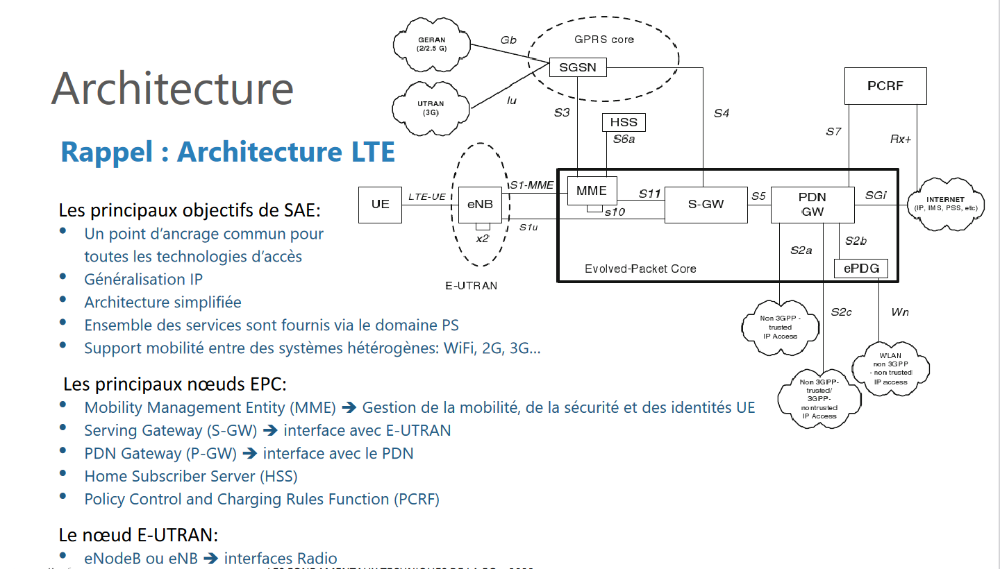 Architecture
Rappel : Architecture LTE
Les principaux objectifs de SAE:
• Un point d’ancrage commun pour
toutes les technologies d’accès
• Généralisation IP
• Architecture simplifiée
• Ensemble des services sont fournis via le domaine PS
• Support mobilité entre des systèmes hétérogènes: WiFi, 2G, 3G…
Les principaux nœuds EPC:
• Mobility Management Entity (MME) ➔ Gestion de la mobilité, de la sécurité et des identités UE
• Serving Gateway (S-GW) ➔ interface avec E-UTRAN
• PDN Gateway (P-GW) ➔ interface avec le PDN
• Home Subscriber Server (HSS)
• Policy Control and Charging Rules Function (PCRF)
Le nœud E-UTRAN:
• eNodeB ou eNB ➔ interfaces Radio
GERAN
(2/2.5 G)
Gb
GPRS core
SGSN
UTRAN
(3G)
Iu
S3
HSS
S6a
S4
PCRF
S7
Rx+
UE
LTE-UE
eNB
x2
E-UTRAN
S1-MME
S1u
MME
s10
S11
S-GW
S5
PDN
GW
SGi
INTERNET
(IP, IMS, PSS, etc)
S2a
S2b
ePDG
Evolved-Packet Core
S2c
Wn
Non 3GPP -
trusted
IP Access
WLAN
non 3GPP
- non trusted
IP access
Non 3GPP-
trusted/
3GPP-
nontrusted
IP Access